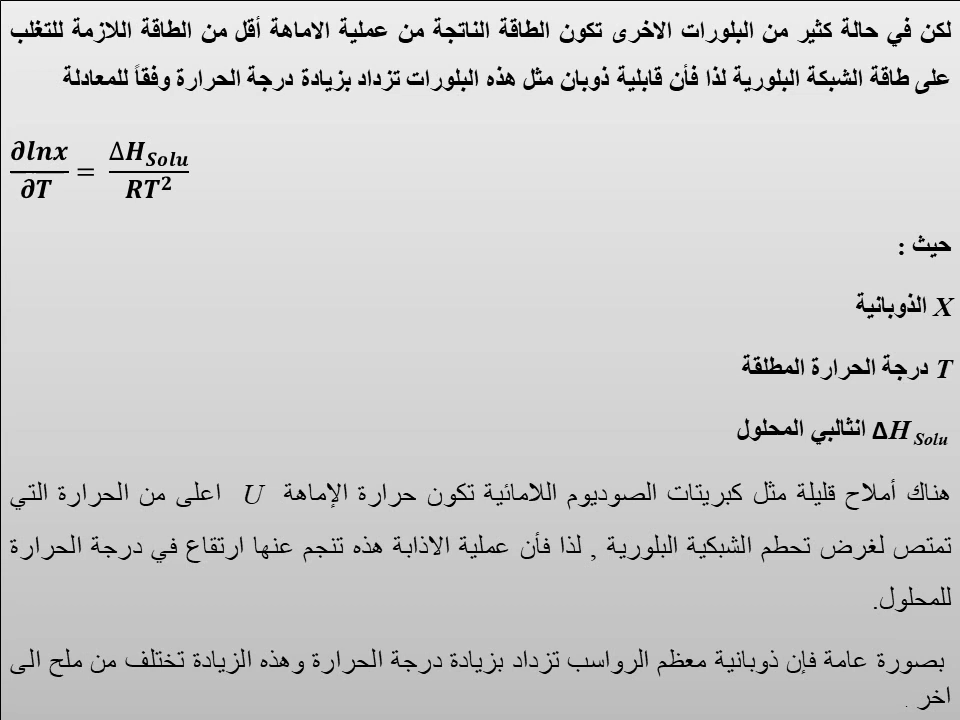 لكن في حالة كثير من البلورات الاخرى تكون الطاقة الناتجة من عملية الاماهة أقل من الطاقة اللازمة للتغلب
على طاقة الشبكة البلورية لذا فأن قابلية ذوبان مثل هذه البلورات تزداد بزيادة درجة الحرارة وفقاً للمعادلة
∂lnx/∂T = ∆H_Solu/RT²
حيث :
X الذوبانية
T درجة الحرارة المطلقة
∆H Solu انثالبي المحلول
هناك أملاح قليلة مثل كبريتات الصوديوم اللامائية تكون حرارة الإماهة U اعلى من الحرارة التي
تمتص لغرض تحطم الشبكية البلورية , لذا فأن عملية الاذابة هذه تنجم عنها ارتقاع في درجة الحرارة
للمحلول.
بصورة عامة فإن ذوبانية معظم الرواسب تزداد بزيادة درجة الحرارة وهذه الزيادة تختلف من ملح الى
اخر .